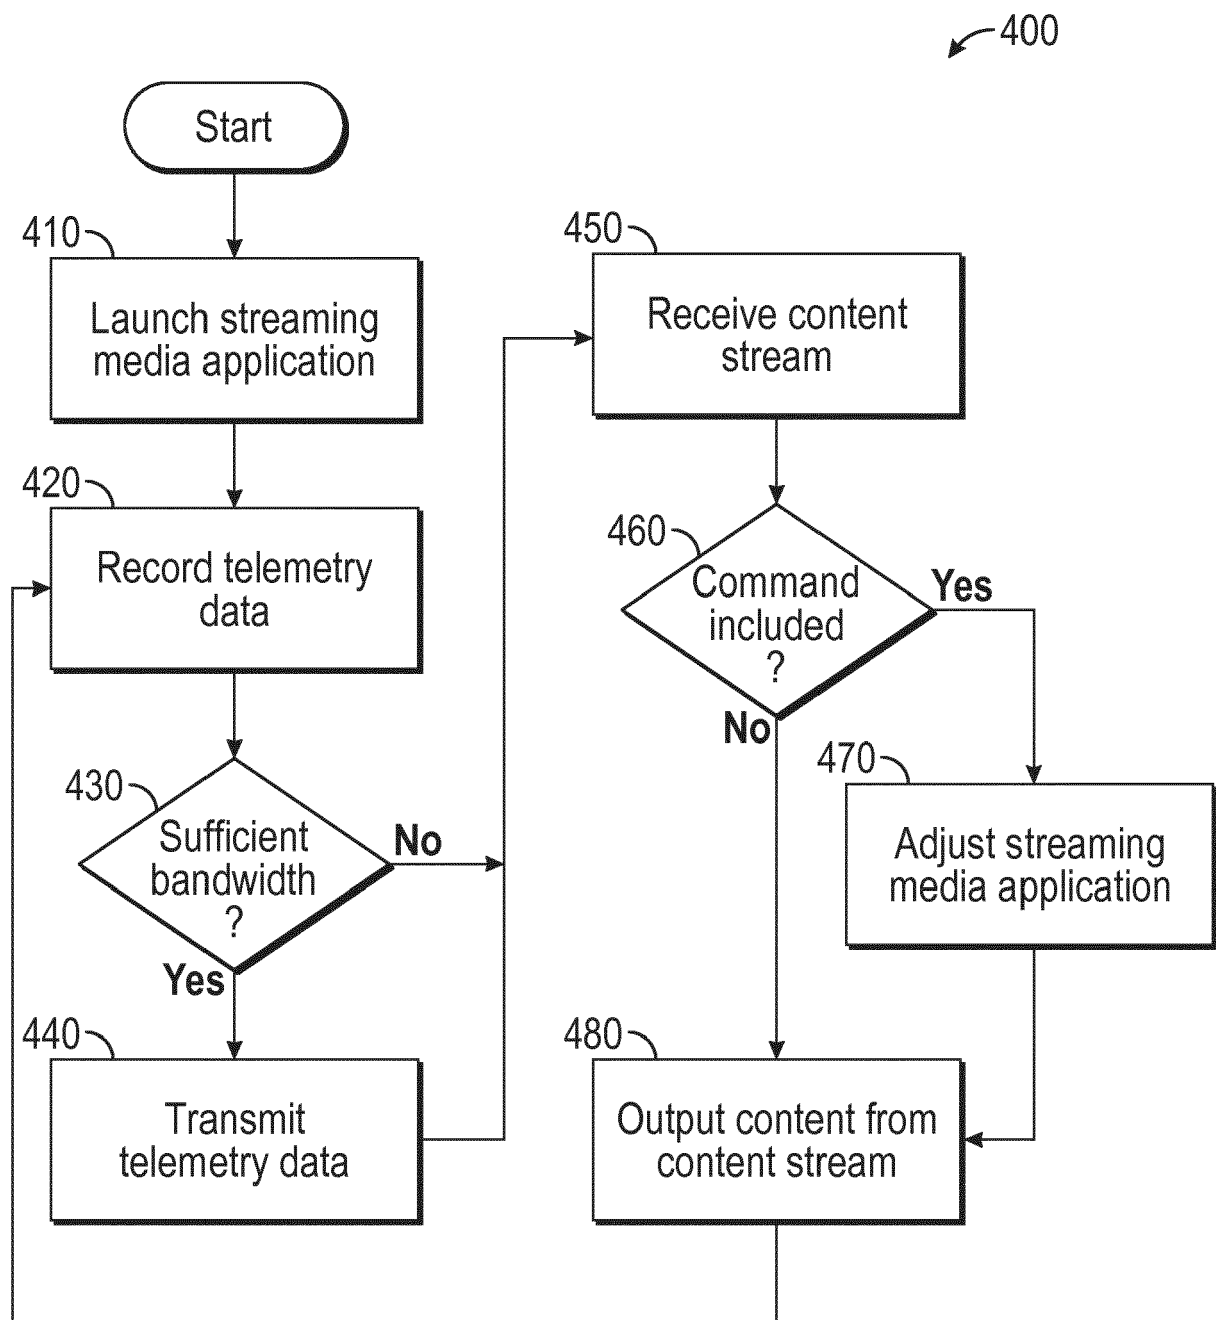 400
Start
410
Launch streaming
media application
420
Record telemetry
data
430
Sufficient
bandwidth
?
No
Yes
440
Transmit
telemetry data
450
Receive content
stream
460
Command
included
?
Yes
No
470
Adjust streaming
media application
480
Output content from
content stream